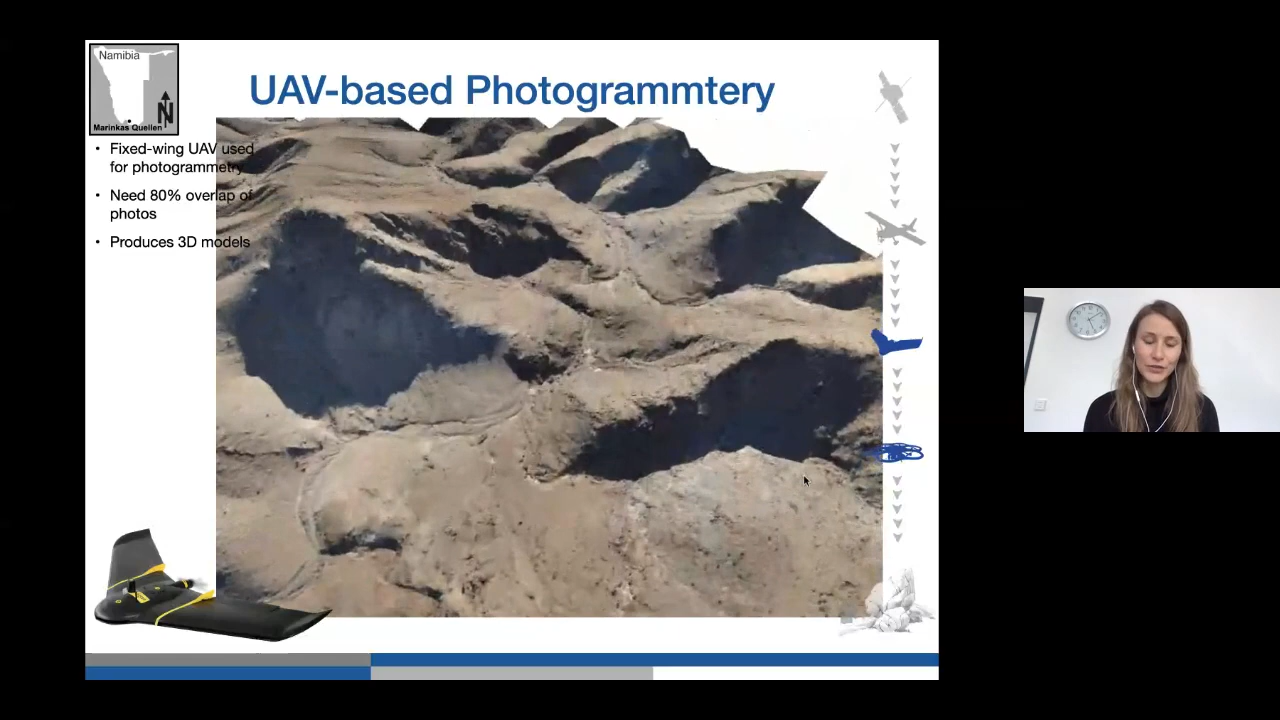 Namibia
N
Marinkas Quellen
UAV-based Photogrammtery
• Fixed-wing UAV used
for photogrammetry
• Need 80% overlap of
photos
• Produces 3D models